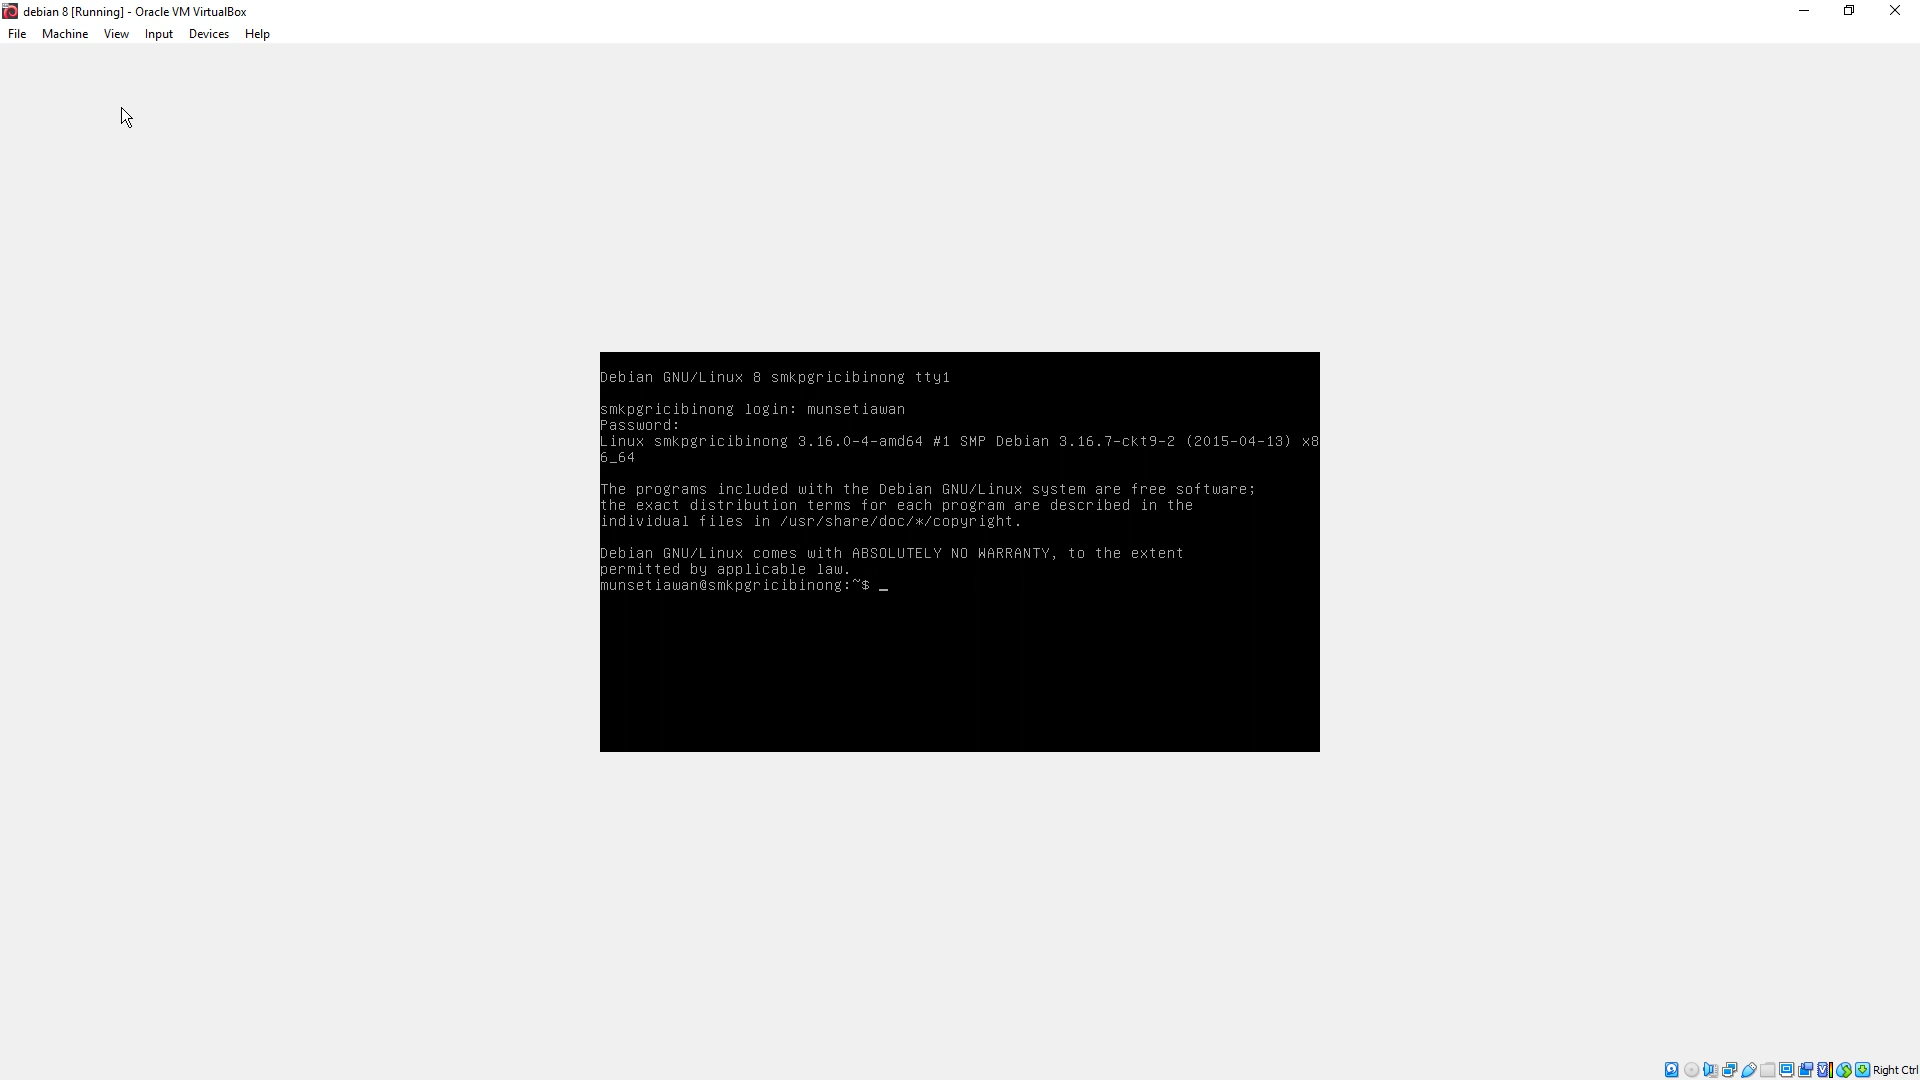 debian 8 [Running] - Oracle VM VirtualBox
File Machine View Input Devices Help
Debian GNU/Linux 8 smkpgricibinong tty1
smkpgricibinong login: munsetiawan
Password:
Linux smkpgricibinong 3.16.0-4-amd64 #1 SMP Debian 3.16.7-ckt9-2 (2015-04-13) x8
6_64
The programs included with the Debian GNU/Linux system are free software;
the exact distribution terms for each program are described in the
individual files in /usr/share/doc/*/copyright.
Debian GNU/Linux comes with ABSOLUTELY NO WARRANTY, to the extent
permitted by applicable law.
munsetiawan@smkpgricibinong:~$ _
Right Ctrl